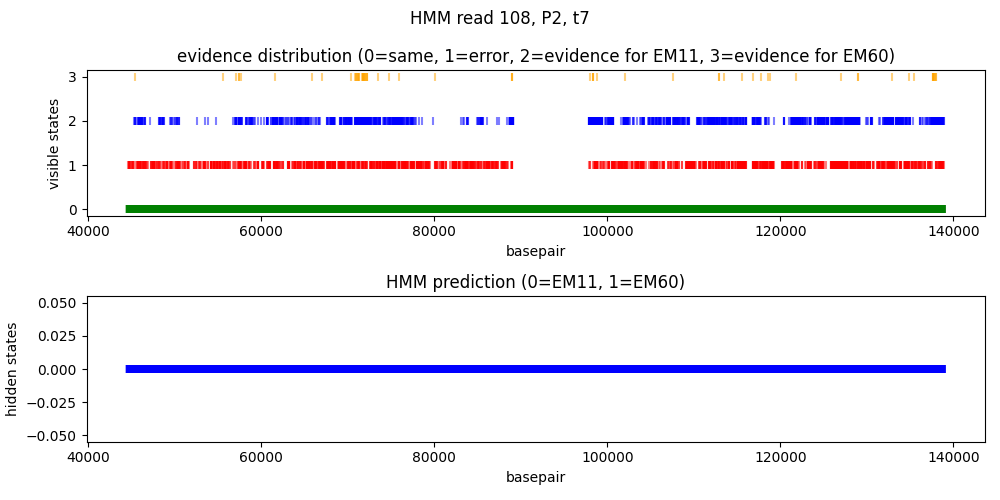 HMM read 108, P2, t7
evidence distribution (0=same, 1=error, 2=evidence for EM11, 3=evidence for EM60)
visible states
3
2
1
0
40000 60000 80000 100000 120000 140000
basepair
HMM prediction (0=EM11, 1=EM60)
hidden states
0.050
0.025
0.000
−0.025
−0.050
40000 60000 80000 100000 120000 140000
basepair